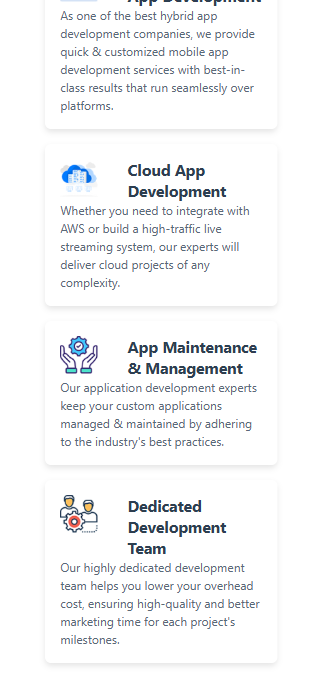 App Development
As one of the best hybrid app
development companies, we provide
quick & customized mobile app
development services with best-in-
class results that run seamlessly over
platforms.
Cloud App
Development
Whether you need to integrate with
AWS or build a high-traffic live
streaming system, our experts will
deliver cloud projects of any
complexity.
App Maintenance
& Management
Our application development experts
keep your custom applications
managed & maintained by adhering
to the industry's best practices.
Dedicated
Development
Team
Our highly dedicated development
team helps you lower your overhead
cost, ensuring high-quality and better
marketing time for each project's
milestones.